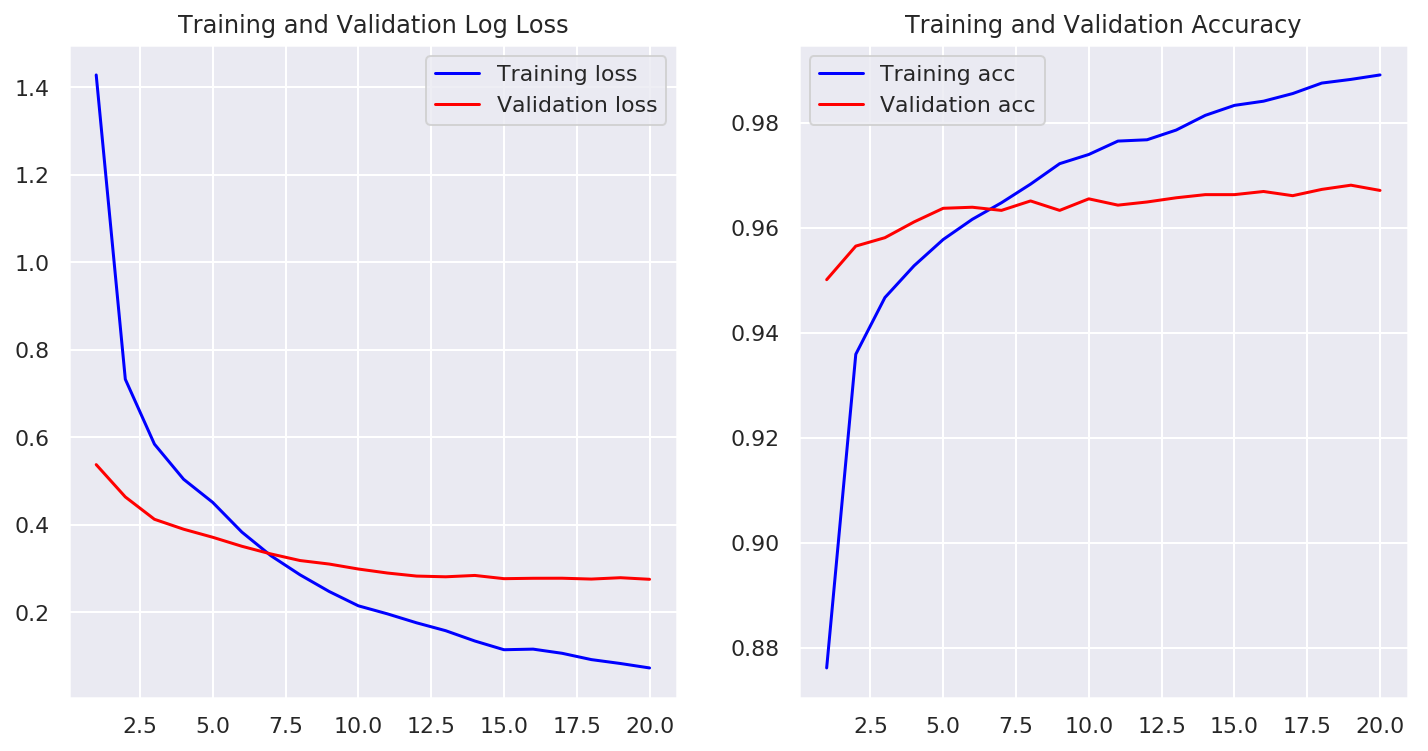 Training and Validation Log Loss
Training loss
Validation loss
1.4
1.2
1.0
0.8
0.6
0.4
0.2
2.5 5.0 7.5 10.0 12.5 15.0 17.5 20.0
Training and Validation Accuracy
Training acc
Validation acc
0.98
0.96
0.94
0.92
0.90
0.88
2.5 5.0 7.5 10.0 12.5 15.0 17.5 20.0